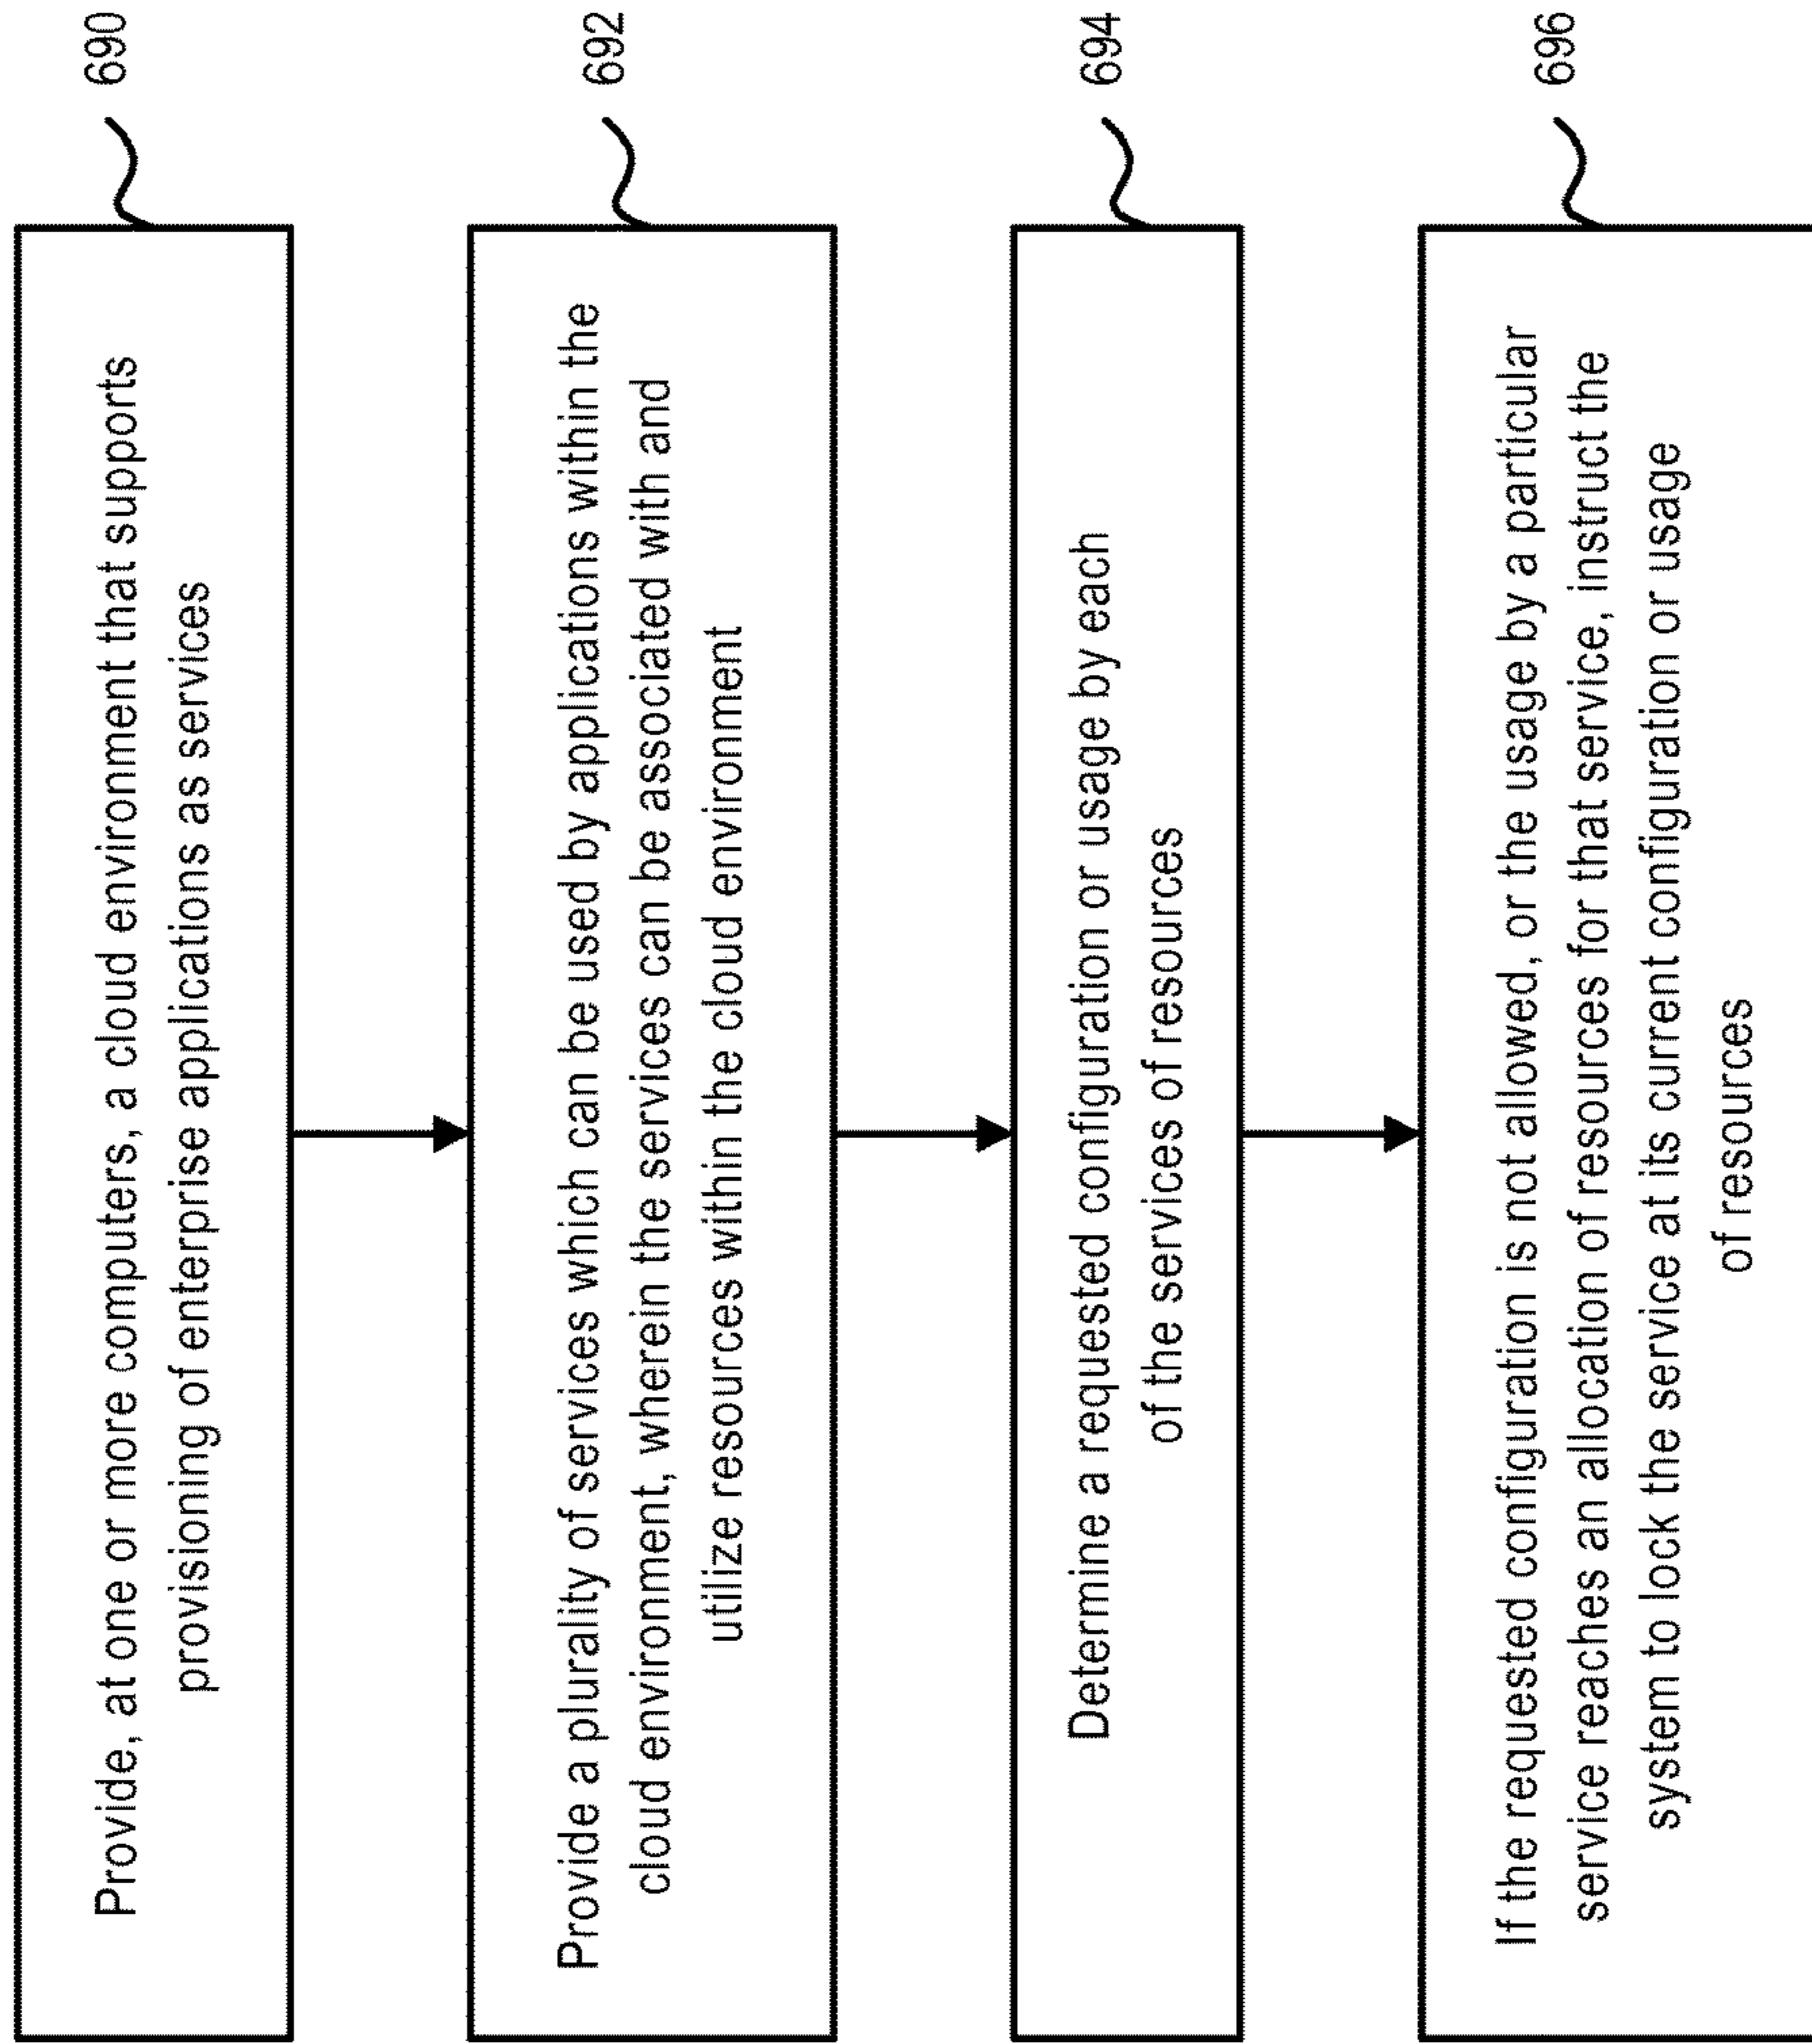 Provide, at one or more computers, a cloud environment that supports
provisioning of enterprise applications as services
690
Provide a plurality of services which can be used by applications within the
cloud environment, wherein the services can be associated with and
utilize resources within the cloud environment
692
Determine a requested configuration or usage by each
of the services of resources
694
If the requested configuration is not allowed, or the usage by a particular
service reaches an allocation of resources for that service, instruct the
system to lock the service at its current configuration or usage
of resources
696